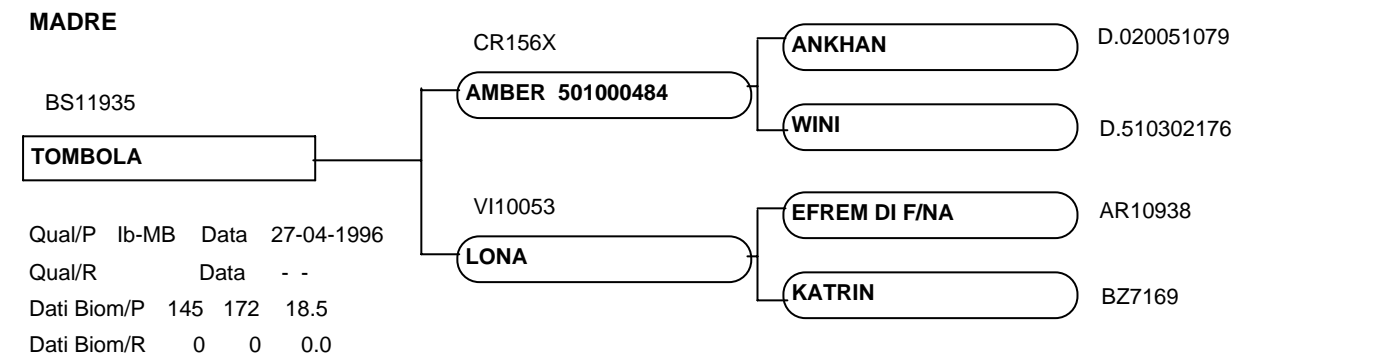 MADRE
CR156X
ANKHAN D.020051079
BS11935
AMBER 501000484
WINI D.510302176
TOMBOLA
VI10053
EFREM DI F/NA AR10938
Qual/P Ib-MB Data 27-04-1996
LONA
Qual/R Data - -
KATRIN BZ7169
Dati Biom/P 145 172 18.5
Dati Biom/R 0 0 0.0